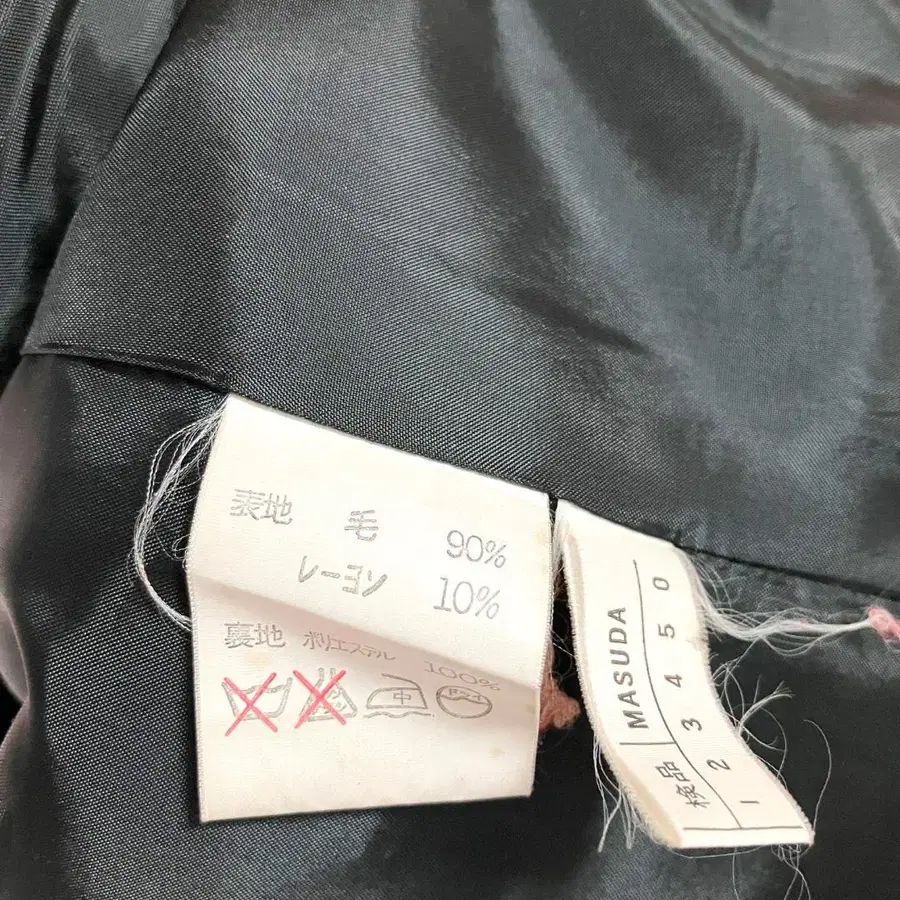 表地 毛 90%
レーヨン 10%
裏地 ポリエステル 100%
中 ドライ
MASUDA
検品
1 2 3 4 5 0